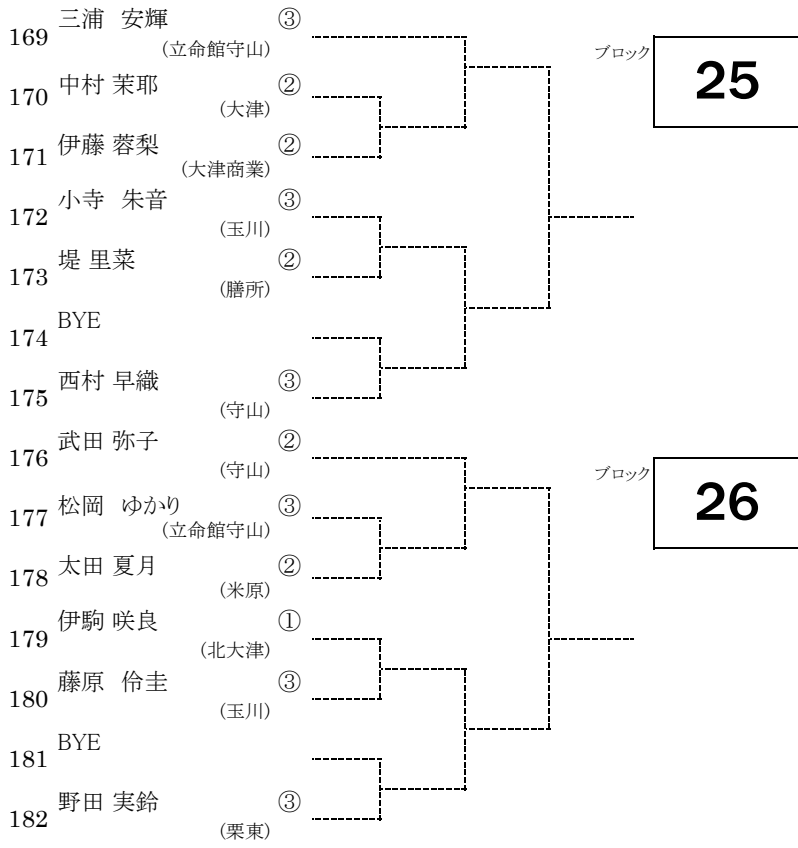 三浦 安輝 ③
169
(立命館守山)
ブロック
25
中村 茉耶 ②
170
(大津)
伊藤 蓉梨 ②
171
(大津商業)
小寺 朱音 ③
172
(玉川)
堤 里菜 ②
173
(膳所)
BYE
174
西村 早織 ③
175
(守山)
武田 弥子 ②
176
(守山)
ブロック
26
松岡 ゆかり ③
177
(立命館守山)
太田 夏月 ②
178
(米原)
伊駒 咲良 ①
179
(北大津)
藤原 伶圭 ③
180
(玉川)
BYE
181
野田 実鈴 ③
182
(栗東)